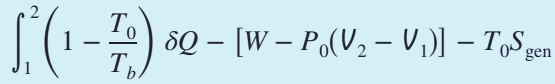 ∫₁² (1 − T₀/T_b) δQ − [W − P₀(V₂ − V₁)] − T₀S_gen